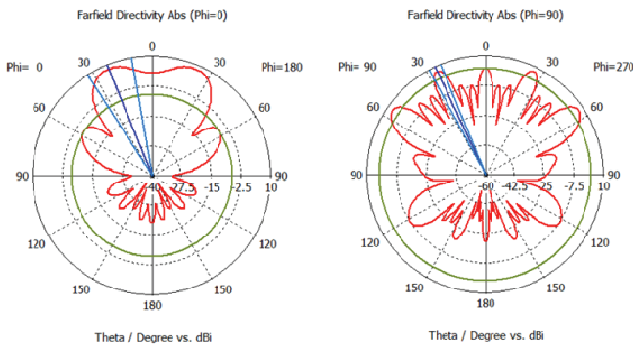 Farfield Directivity Abs (Phi=0)
0
Phi= 0 30 30 Phi=180
60 60
90 -40 -27.5 -15 -2.5 10 90
120 120
150 150
180
Theta / Degree vs. dBi
Farfield Directivity Abs (Phi=90)
0
Phi= 90 30 30 Phi=270
60 60
90 -60 -42.5 -25 -7.5 10 90
120 120
150 150
180
Theta / Degree vs. dBi